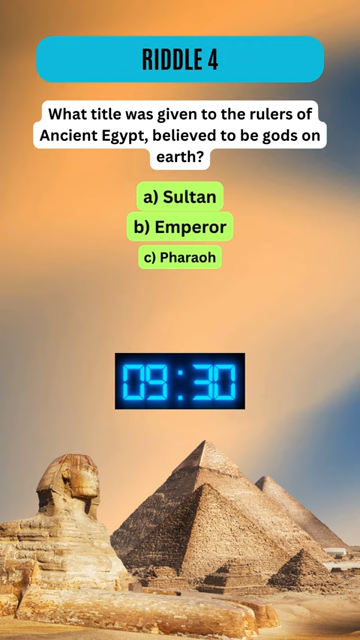 RIDDLE 4
What title was given to the rulers of
Ancient Egypt, believed to be gods on
earth?
a) Sultan
b) Emperor
c) Pharaoh
09:30